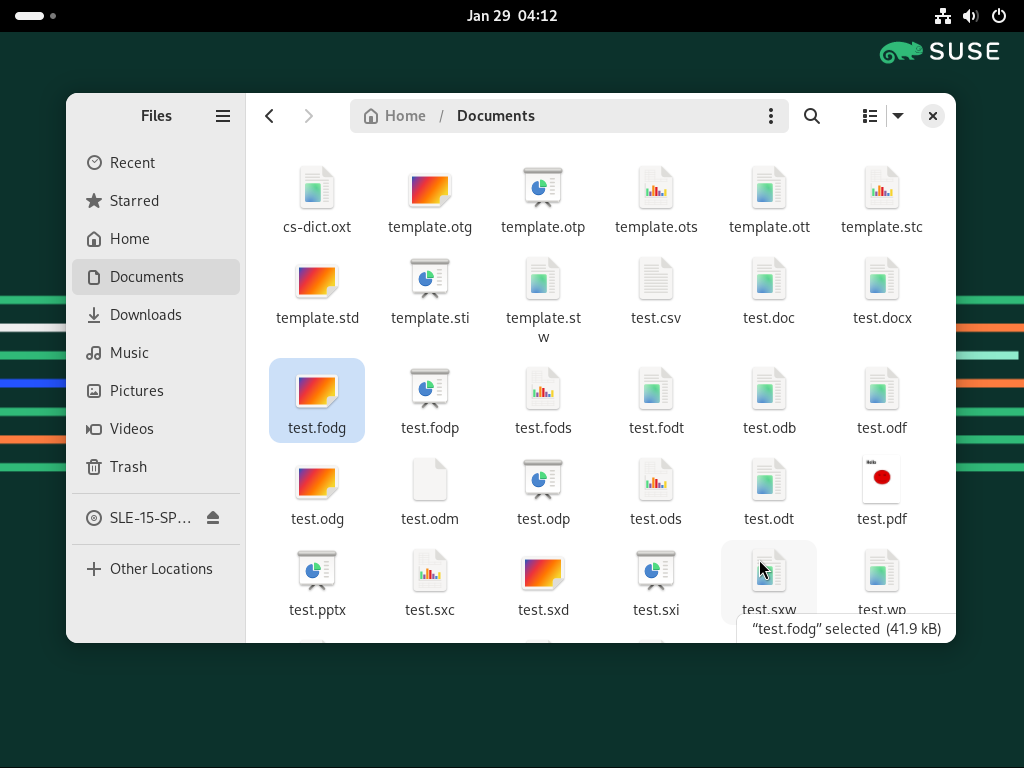 Jan 29  04:12
SUSE
Files
Home / Documents
Recent
Starred
Home
Documents
Downloads
Music
Pictures
Videos
Trash
SLE-15-SP…
Other Locations
cs-dict.oxt
template.otg
template.otp
template.ots
template.ott
template.stc
template.std
template.sti
template.st
w
test.csv
test.doc
test.docx
test.fodg
test.fodp
test.fods
test.fodt
test.odb
test.odf
test.odg
test.odm
test.odp
test.ods
test.odt
Hello
test.pdf
test.pptx
test.sxc
test.sxd
test.sxi
test.sxw
test.wp
“test.fodg” selected (41.9 kB)